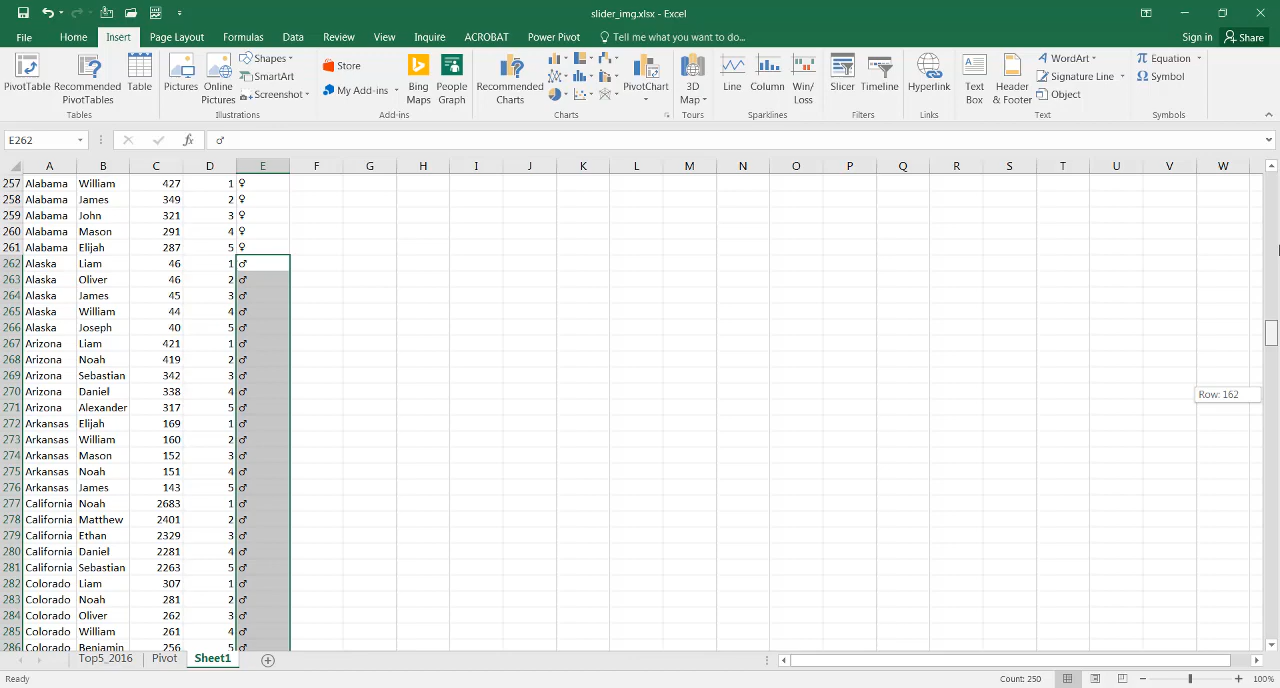 slider_img.xlsx - Excel
File Home Insert Page Layout Formulas Data Review View Inquire ACROBAT Power Pivot Tell me what you want to do... Sign in Share
PivotTable Recommended PivotTables Table
Tables
Pictures Online Pictures Shapes SmartArt Screenshot
Illustrations
Store My Add-ins Bing Maps People Graph
Add-ins
Recommended Charts PivotChart
Charts
3D Map
Tours
Line Column Win/Loss
Sparklines
Slicer Timeline
Filters
Hyperlink
Links
Text Box Header & Footer WordArt Signature Line Object
Text
Equation Symbol
Symbols
E262 fx ♂
A B C D E F G H I J K L M N O P Q R S T U V W
257 Alabama William 427 1 ♀
258 Alabama James 349 2 ♀
259 Alabama John 321 3 ♀
260 Alabama Mason 291 4 ♀
261 Alabama Elijah 287 5 ♀
262 Alaska Liam 46 1 ♂
263 Alaska Oliver 46 2 ♂
264 Alaska James 45 3 ♂
265 Alaska William 44 4 ♂
266 Alaska Joseph 40 5 ♂
267 Arizona Liam 421 1 ♂
268 Arizona Noah 419 2 ♂
269 Arizona Sebastian 342 3 ♂
270 Arizona Daniel 338 4 ♂
271 Arizona Alexander 317 5 ♂
272 Arkansas Elijah 169 1 ♂
273 Arkansas William 160 2 ♂
274 Arkansas Mason 152 3 ♂
275 Arkansas Noah 151 4 ♂
276 Arkansas James 143 5 ♂
277 California Noah 2683 1 ♂
278 California Matthew 2401 2 ♂
279 California Ethan 2329 3 ♂
280 California Daniel 2281 4 ♂
281 California Sebastian 2263 5 ♂
282 Colorado Liam 307 1 ♂
283 Colorado Noah 281 2 ♂
284 Colorado Oliver 262 3 ♂
285 Colorado William 261 4 ♂
286 Colorado Benjamin 256 5 ♂
Row: 162
Top5_2016 Pivot Sheet1
Ready Count: 250 100%